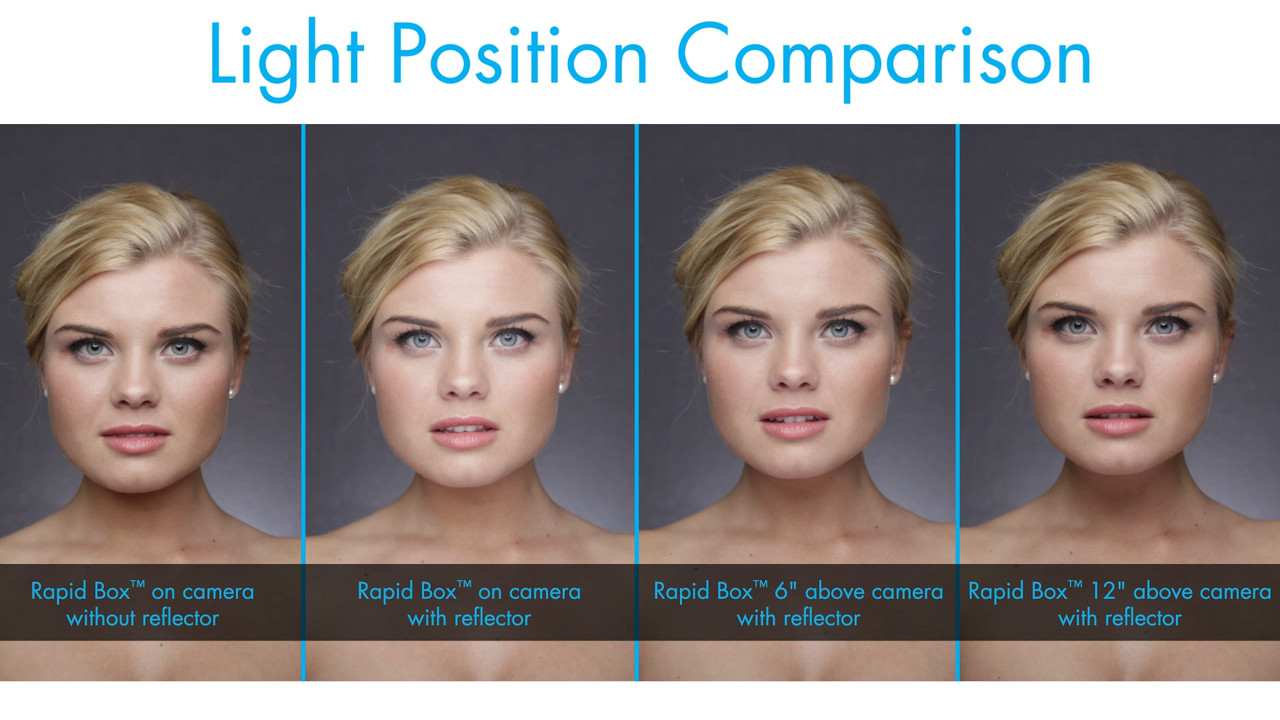 Light Position Comparison
Rapid Box™ on camera
without reflector
Rapid Box™ on camera
with reflector
Rapid Box™ 6" above camera
with reflector
Rapid Box™ 12" above camera
with reflector